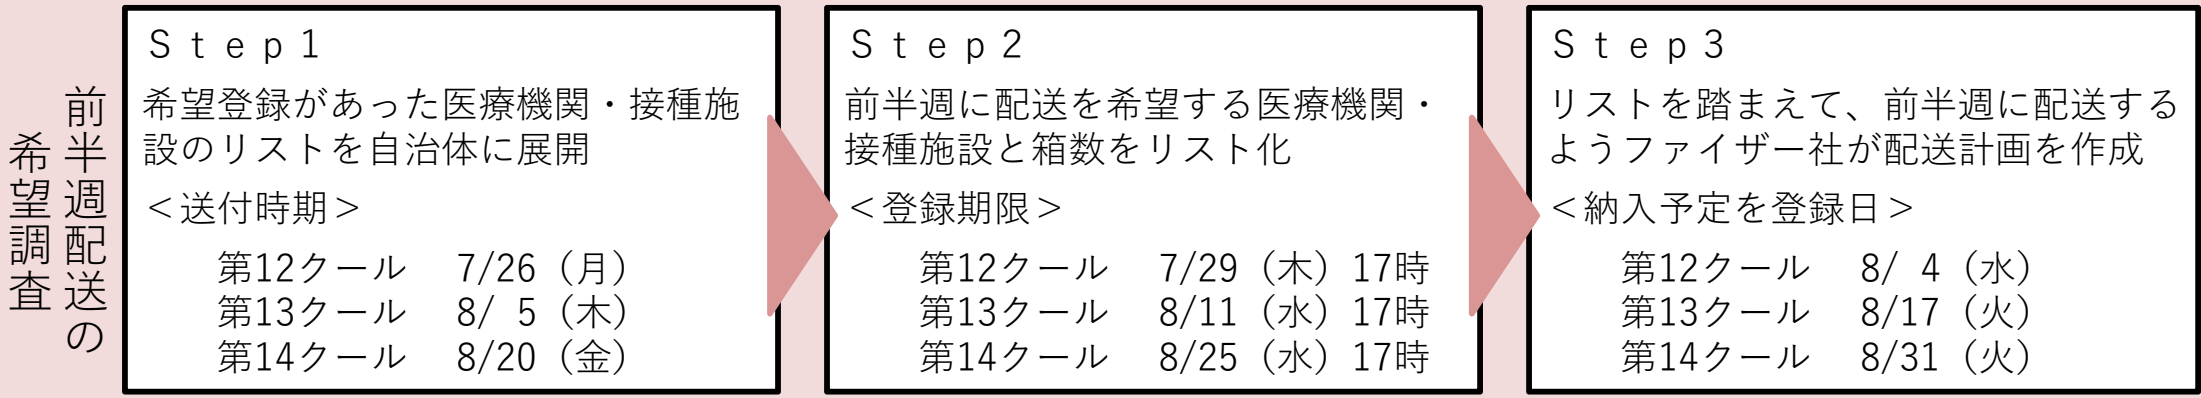 前半週配送の
希望調査
Ｓｔｅｐ１
希望登録があった医療機関・接種施
設のリストを自治体に展開
＜送付時期＞
第12クール　7/26（月）
第13クール　8/ 5（木）
第14クール　8/20（金）
Ｓｔｅｐ２
前半週に配送を希望する医療機関・
接種施設と箱数をリスト化
＜登録期限＞
第12クール　7/29（木）17時
第13クール　8/11（水）17時
第14クール　8/25（水）17時
Ｓｔｅｐ３
リストを踏まえて、前半週に配送する
ようファイザー社が配送計画を作成
＜納入予定を登録日＞
第12クール　8/ 4（水）
第13クール　8/17（火）
第14クール　8/31（火）